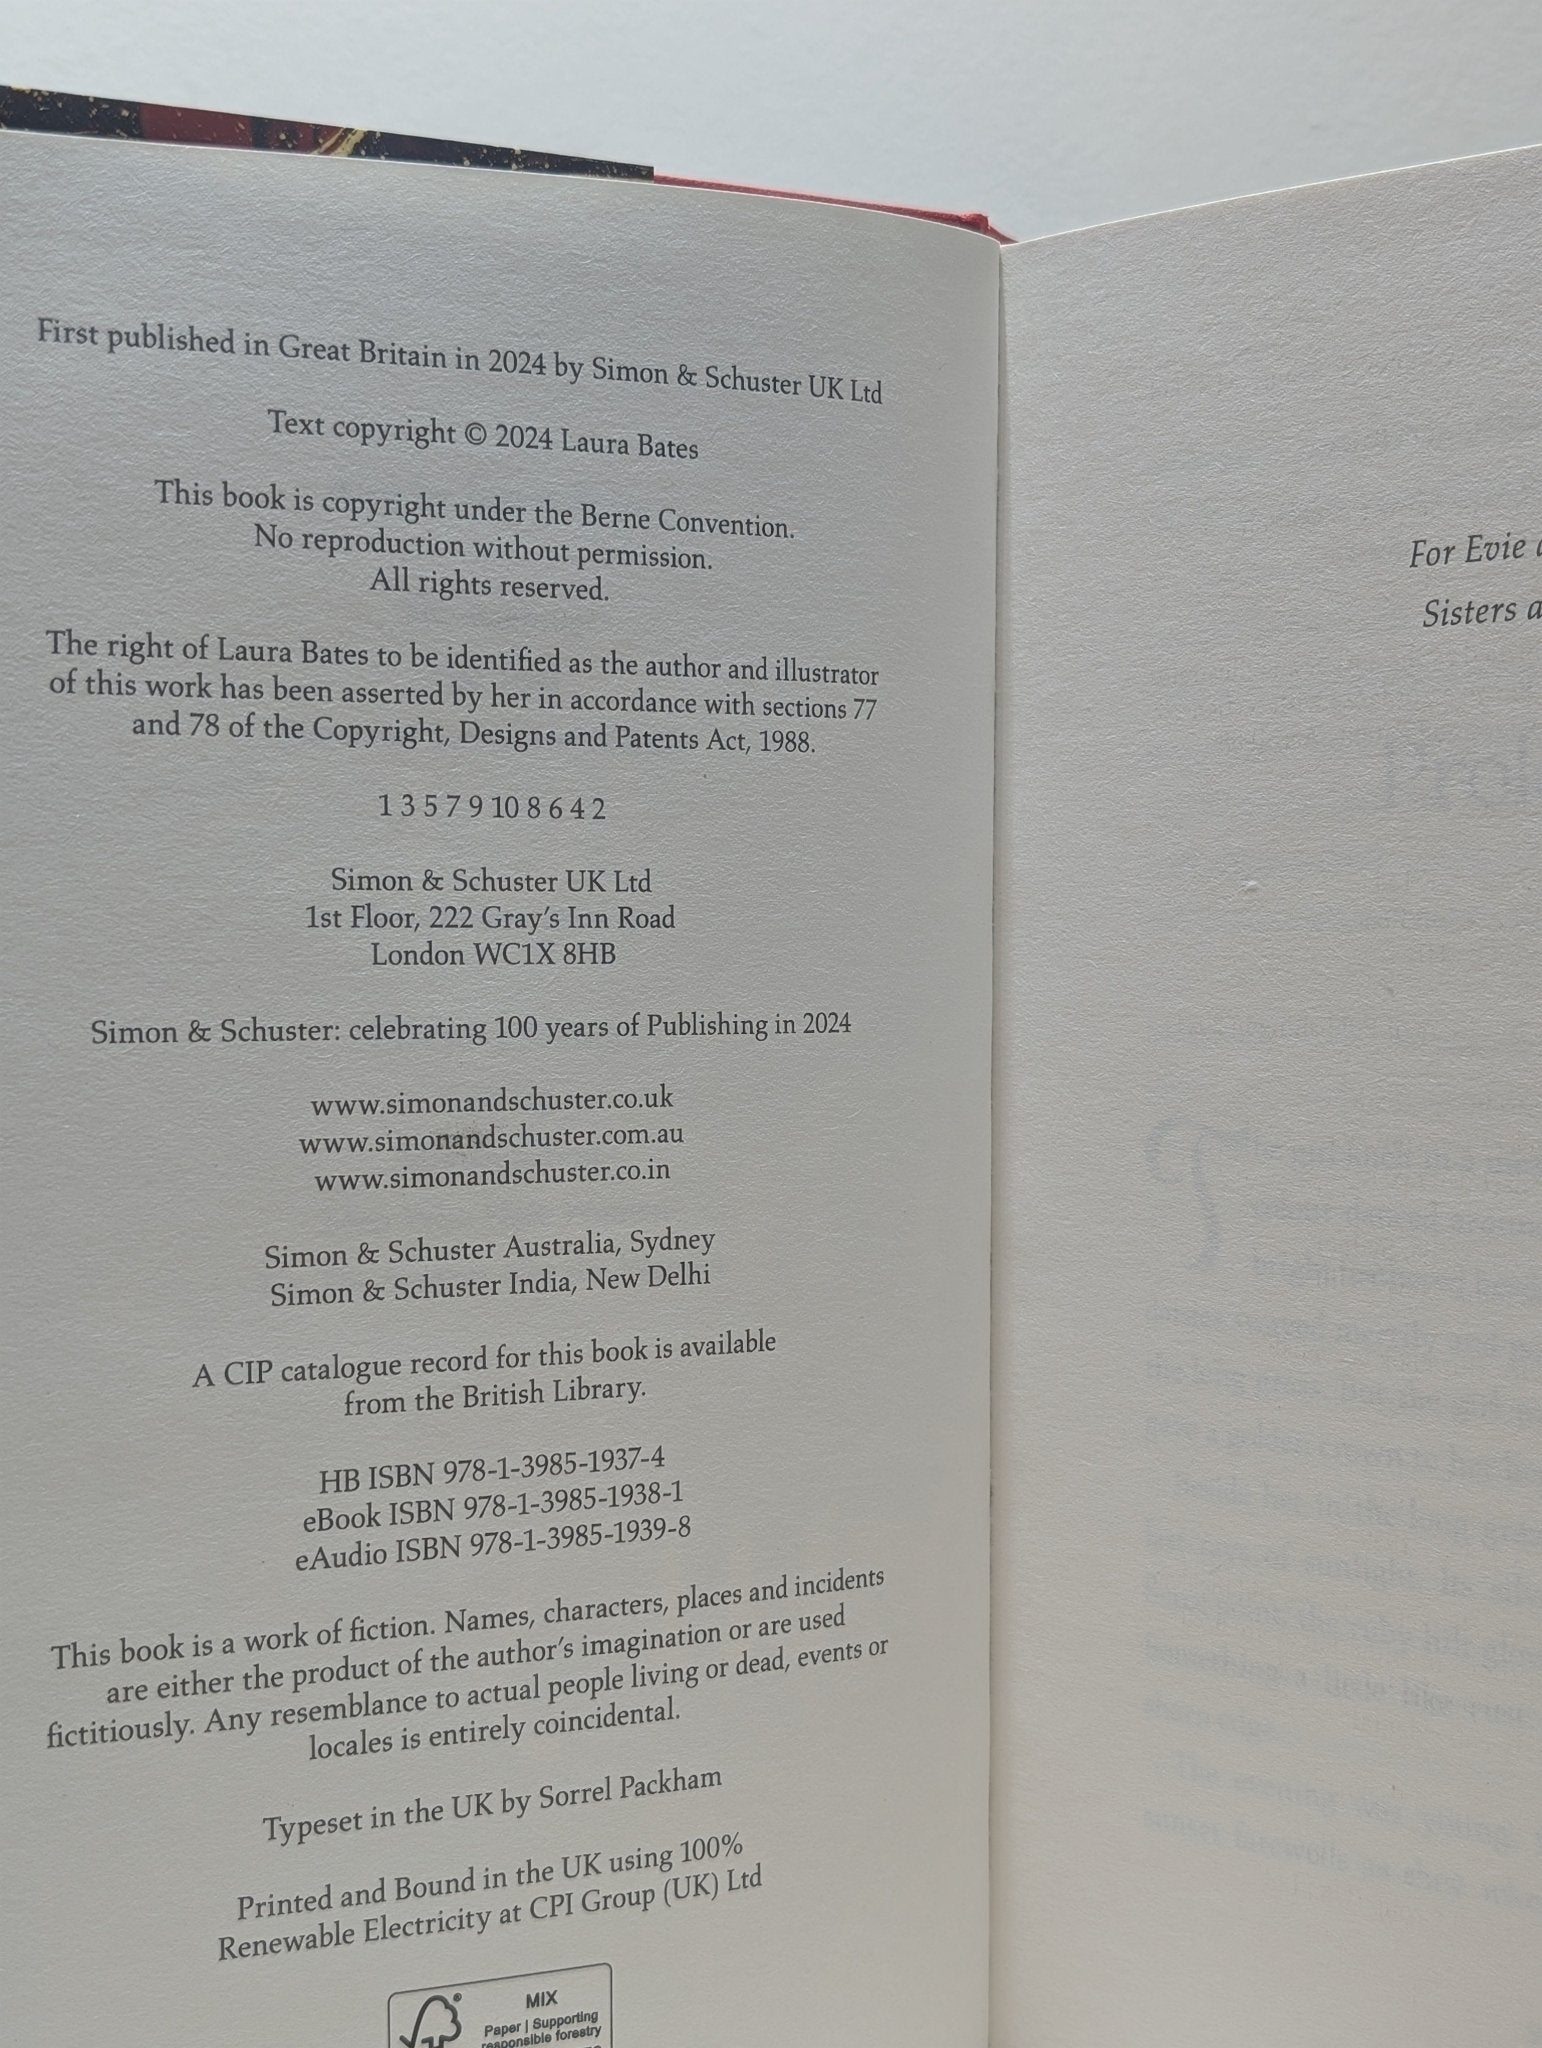 First published in Great Britain in 2024 by Simon & Schuster UK Ltd
Text copyright © 2024 Laura Bates
This book is copyright under the Berne Convention.
No reproduction without permission.
All rights reserved.
The right of Laura Bates to be identified as the author and illustrator
of this work has been asserted by her in accordance with sections 77
and 78 of the Copyright, Designs and Patents Act, 1988.
1 3 5 7 9 10 8 6 4 2
Simon & Schuster UK Ltd
1st Floor, 222 Gray's Inn Road
London WC1X 8HB
Simon & Schuster: celebrating 100 years of Publishing in 2024
www.simonandschuster.co.uk
www.simonandschuster.com.au
www.simonandschuster.co.in
Simon & Schuster Australia, Sydney
Simon & Schuster India, New Delhi
A CIP catalogue record for this book is available
from the British Library.
HB ISBN 978-1-3985-1937-4
eBook ISBN 978-1-3985-1938-1
eAudio ISBN 978-1-3985-1939-8
This book is a work of fiction. Names, characters, places and incidents
are either the product of the author's imagination or are used
fictitiously. Any resemblance to actual people living or dead, events or
locales is entirely coincidental.
Typeset in the UK by Sorrel Packham
Printed and Bound in the UK using 100%
Renewable Electricity at CPI Group (UK) Ltd
MIX
Paper | Supporting
responsible forestry
For Evie
Sisters